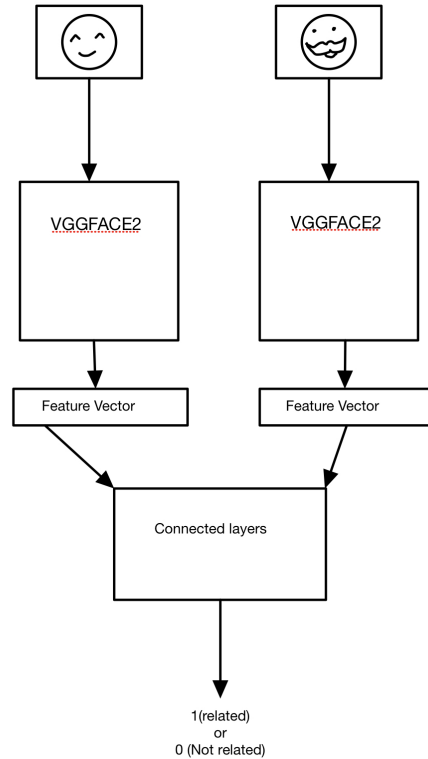 VGGFACE2
VGGFACE2
Feature Vector
Feature Vector
Connected layers
1(related)
or
0 (Not related)